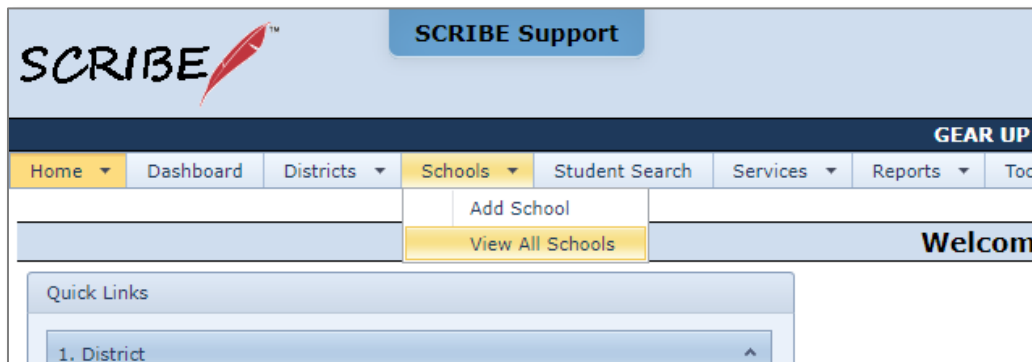 SCRIBE™
SCRIBE Support
GEAR UP
Home Dashboard Districts Schools Student Search Services Reports
Add School
View All Schools
Welcom
Quick Links
1. District